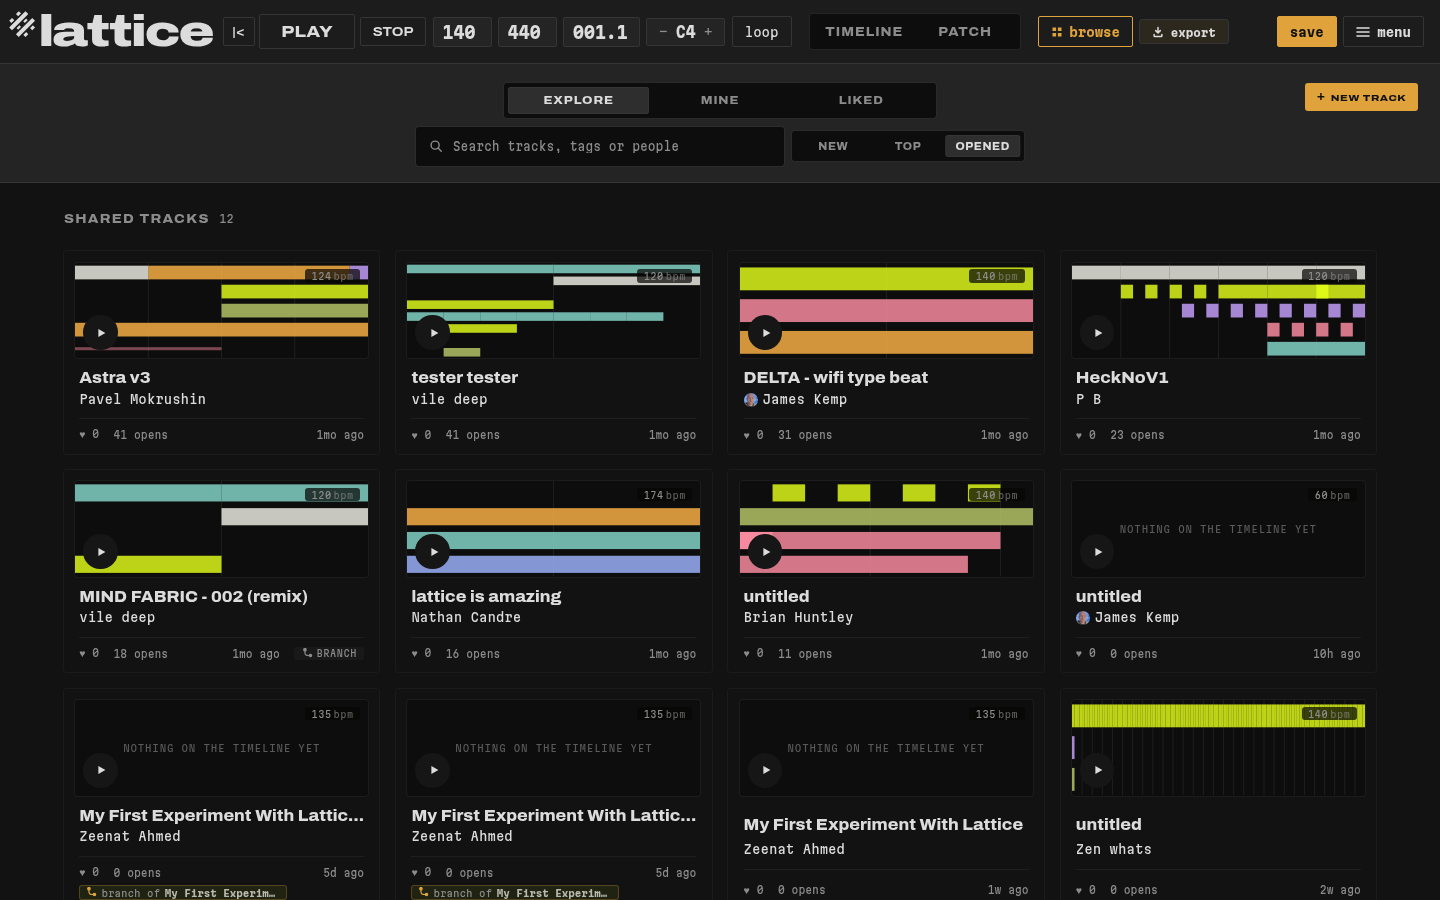 lattice |< PLAY STOP 140 440 001.1 − C4 + loop TIMELINE PATCH browse export save menu
EXPLORE MINE LIKED + NEW TRACK
Search tracks, tags or people NEW TOP OPENED
SHARED TRACKS 12
124 bpm
Astra v3
Pavel Mokrushin
♥ 0 41 opens 1mo ago
120 bpm
tester tester
vile deep
♥ 0 41 opens 1mo ago
140 bpm
DELTA - wifi type beat
James Kemp
♥ 0 31 opens 1mo ago
120 bpm
HeckNoV1
P B
♥ 0 23 opens 1mo ago
120 bpm
MIND FABRIC - 002 (remix)
vile deep
♥ 0 18 opens 1mo ago BRANCH
174 bpm
lattice is amazing
Nathan Candre
♥ 0 16 opens 1mo ago
140 bpm
untitled
Brian Huntley
♥ 0 11 opens 1mo ago
60 bpm
NOTHING ON THE TIMELINE YET
untitled
James Kemp
♥ 0 0 opens 10h ago
135 bpm
NOTHING ON THE TIMELINE YET
My First Experiment With Lattic...
Zeenat Ahmed
♥ 0 0 opens 5d ago
branch of My First Experim…
135 bpm
NOTHING ON THE TIMELINE YET
My First Experiment With Lattic...
Zeenat Ahmed
♥ 0 0 opens 5d ago
branch of My First Experim…
135 bpm
NOTHING ON THE TIMELINE YET
My First Experiment With Lattice
Zeenat Ahmed
♥ 0 0 opens 1w ago
140 bpm
untitled
Zen whats
♥ 0 0 opens 2w ago